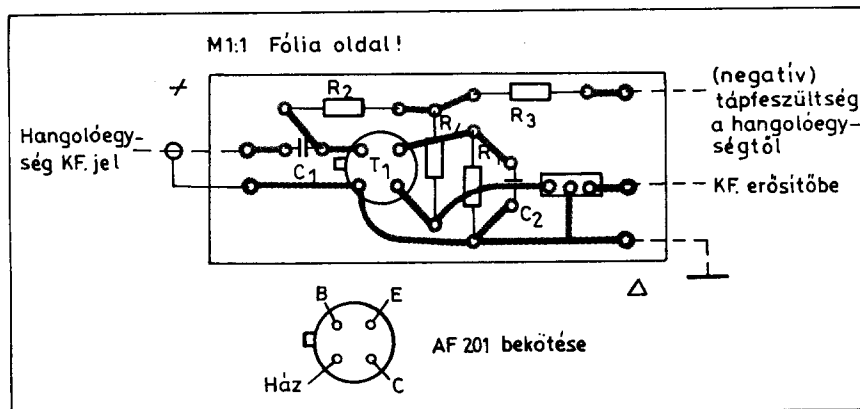 M1:1 Fólia oldal!
R2
R3
(negatív)
tápfeszültség
a hangolóegy-
ségtől
Hangolóegy-
ség KF. jel
C1
T1
R
R
C2
KF. erősítőbe
B
E
Ház
C
AF 201 bekötése